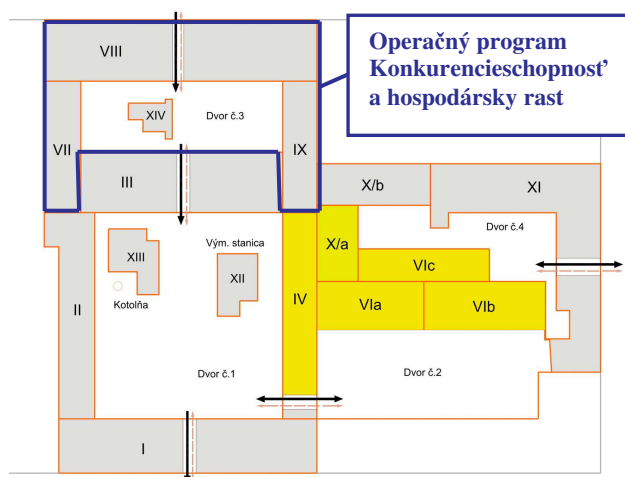 Operačný program
Konkurencieschopnosť
a hospodársky rast
VIII
XIV
Dvor č.3
VII
IX
III
X/b
XI
Dvor č.4
Vým. stanica
X/a
XIII
XII
VIc
Kotolňa
II
IV
VIa
VIb
Dvor č.1
Dvor č.2
I